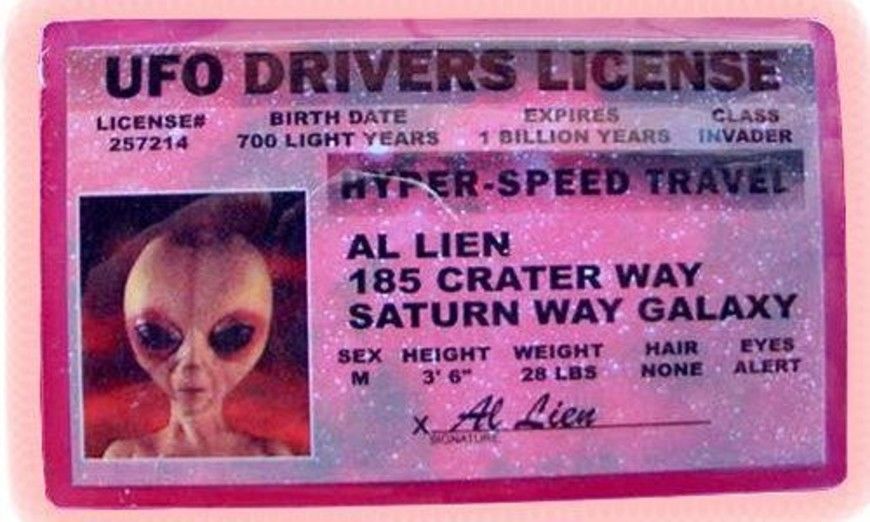 UFO DRIVERS LICENSE
LICENSE# BIRTH DATE EXPIRES CLASS
257214 700 LIGHT YEARS 1 BILLION YEARS INVADER
HYPER-SPEED TRAVEL
AL LIEN
185 CRATER WAY
SATURN WAY GALAXY
SEX HEIGHT WEIGHT HAIR EYES
M 3' 6" 28 LBS NONE ALERT
X Al Lien
SIGNATURE